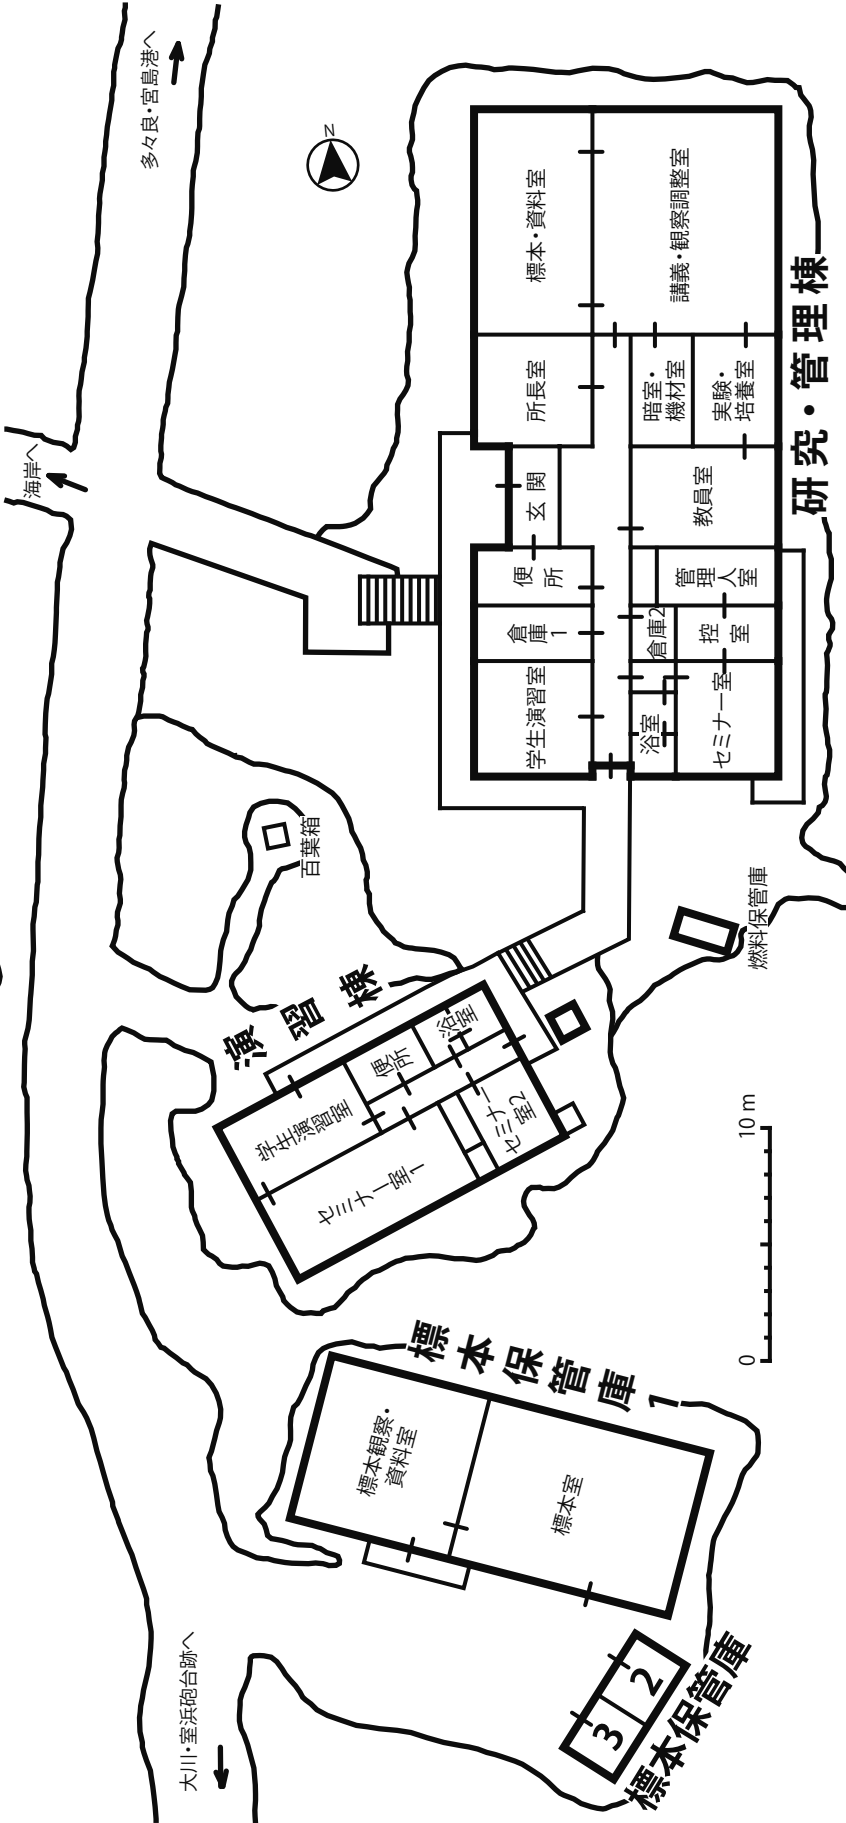 多々良・宮島港へ
N
海岸へ
標本・資料室
講義・観察調整室
所長室
暗室・
機材室
実験・
培養室
玄関
教員室
便所
管理人室
倉庫1
倉庫2
控室
学生演習室
浴室
セミナー室
研究・管理棟
百葉箱
燃料保管庫
演習棟
学生演習室
便所
浴室
セミナー室1
セミナー
室2
0
10 m
標本保管庫1
標本観察・
資料室
標本室
大川・室浜砲台跡へ
3
2
標本保管庫